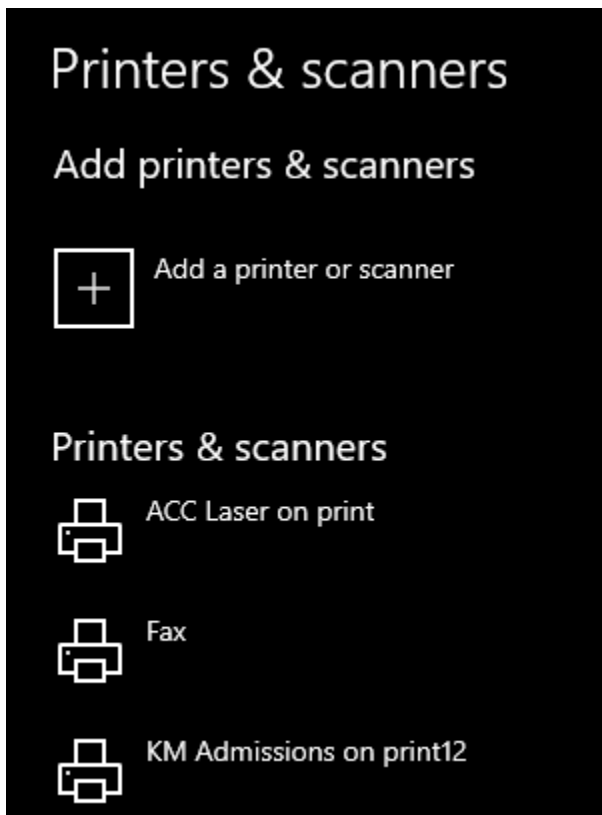 Printers & scanners
Add printers & scanners
Add a printer or scanner
Printers & scanners
ACC Laser on print
Fax
KM Admissions on print12